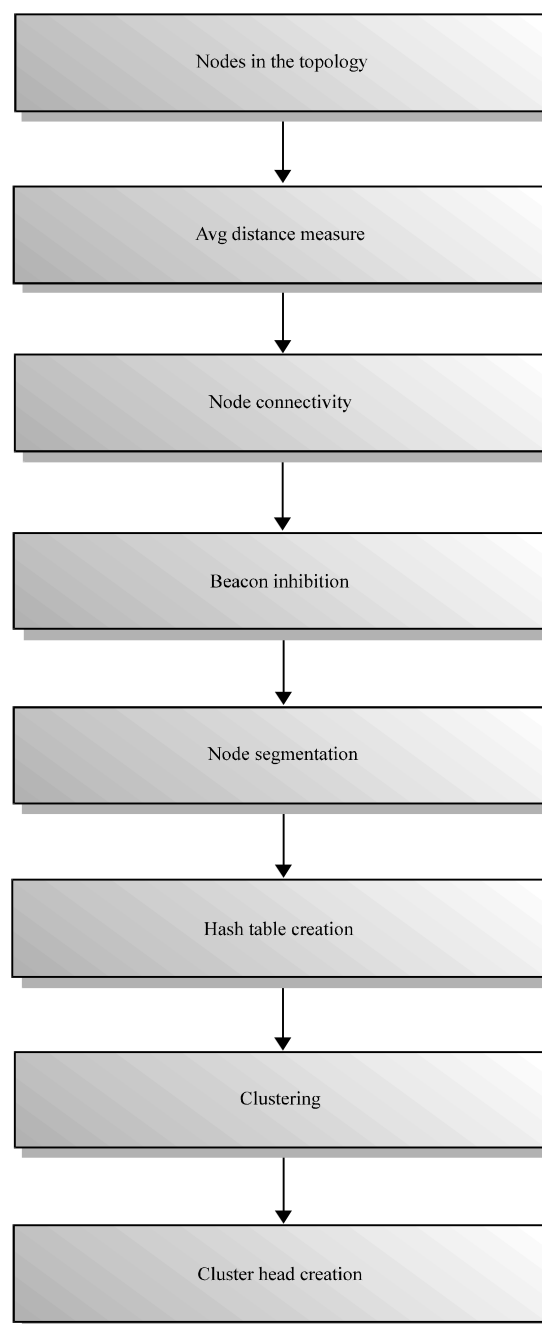 Nodes in the topology
Avg distance measure
Node connectivity
Beacon inhibition
Node segmentation
Hash table creation
Clustering
Cluster head creation